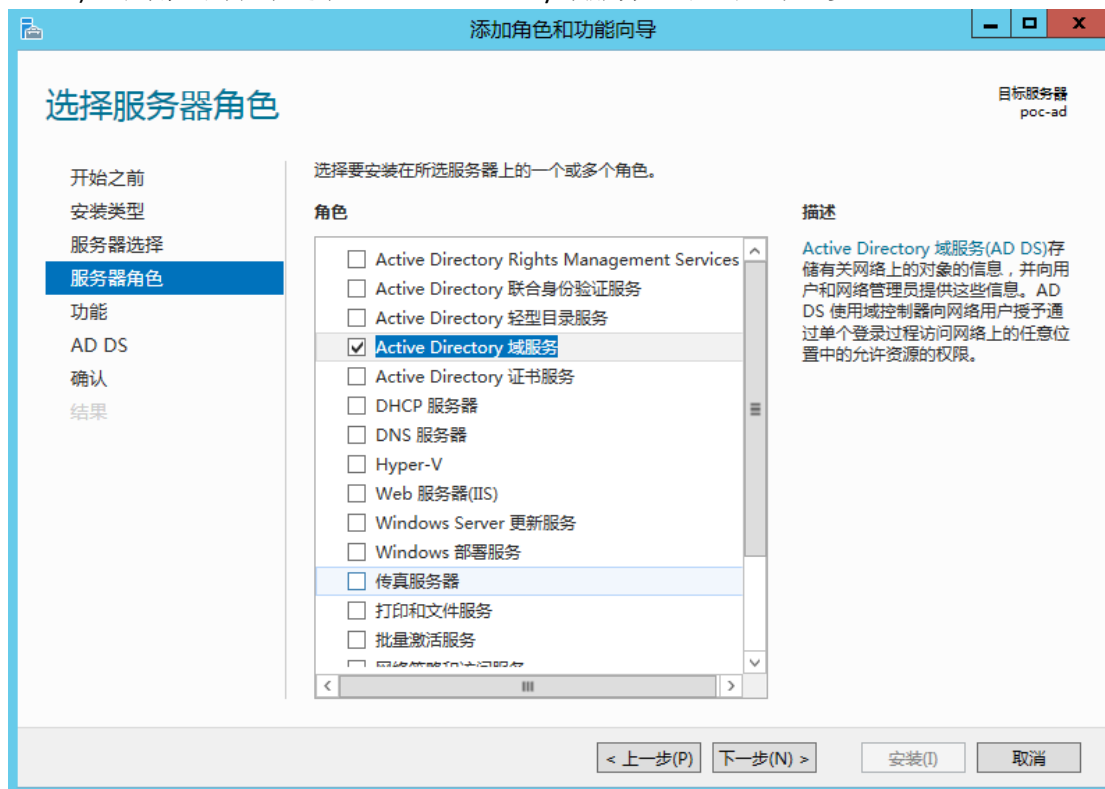 添加角色和功能向导
选择服务器角色
目标服务器
poc-ad
开始之前
安装类型
服务器选择
服务器角色
功能
AD DS
确认
结果
选择要安装在所选服务器上的一个或多个角色。
角色
Active Directory Rights Management Services
Active Directory 联合身份验证服务
Active Directory 轻型目录服务
Active Directory 域服务
Active Directory 证书服务
DHCP 服务器
DNS 服务器
Hyper-V
Web 服务器(IIS)
Windows Server 更新服务
Windows 部署服务
传真服务器
打印和文件服务
批量激活服务
网络策略和访问服务
描述
Active Directory 域服务(AD DS)存
储有关网络上的对象的信息，并向用
户和网络管理员提供这些信息。AD
DS 使用域控制器向网络用户授予通
过单个登录过程访问网络上的任意位
置中的允许资源的权限。
< 上一步(P)
下一步(N) >
安装(I)
取消